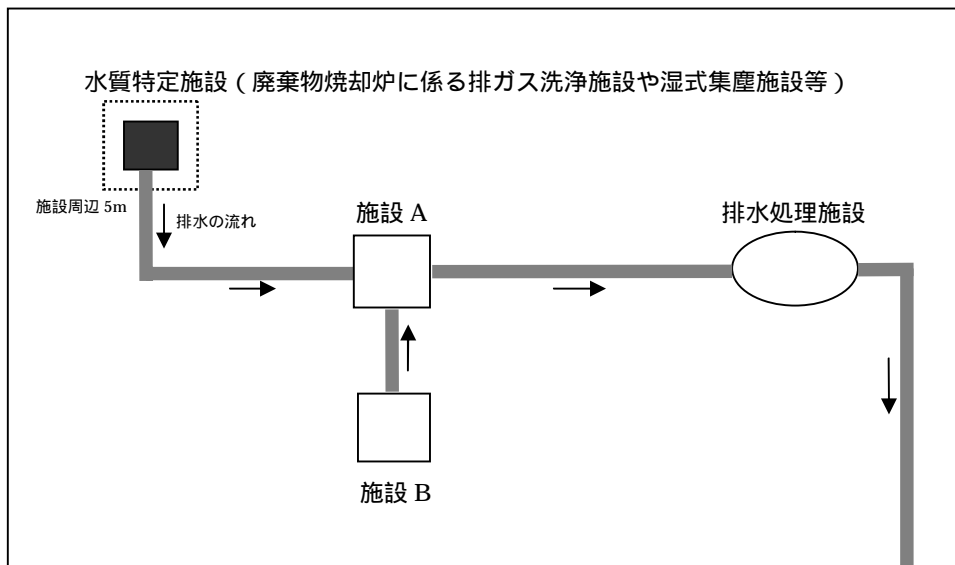 水質特定施設（廃棄物焼却炉に係る排ガス洗浄施設や湿式集塵施設等）
施設周辺 5m
排水の流れ
施設 A
排水処理施設
施設 B